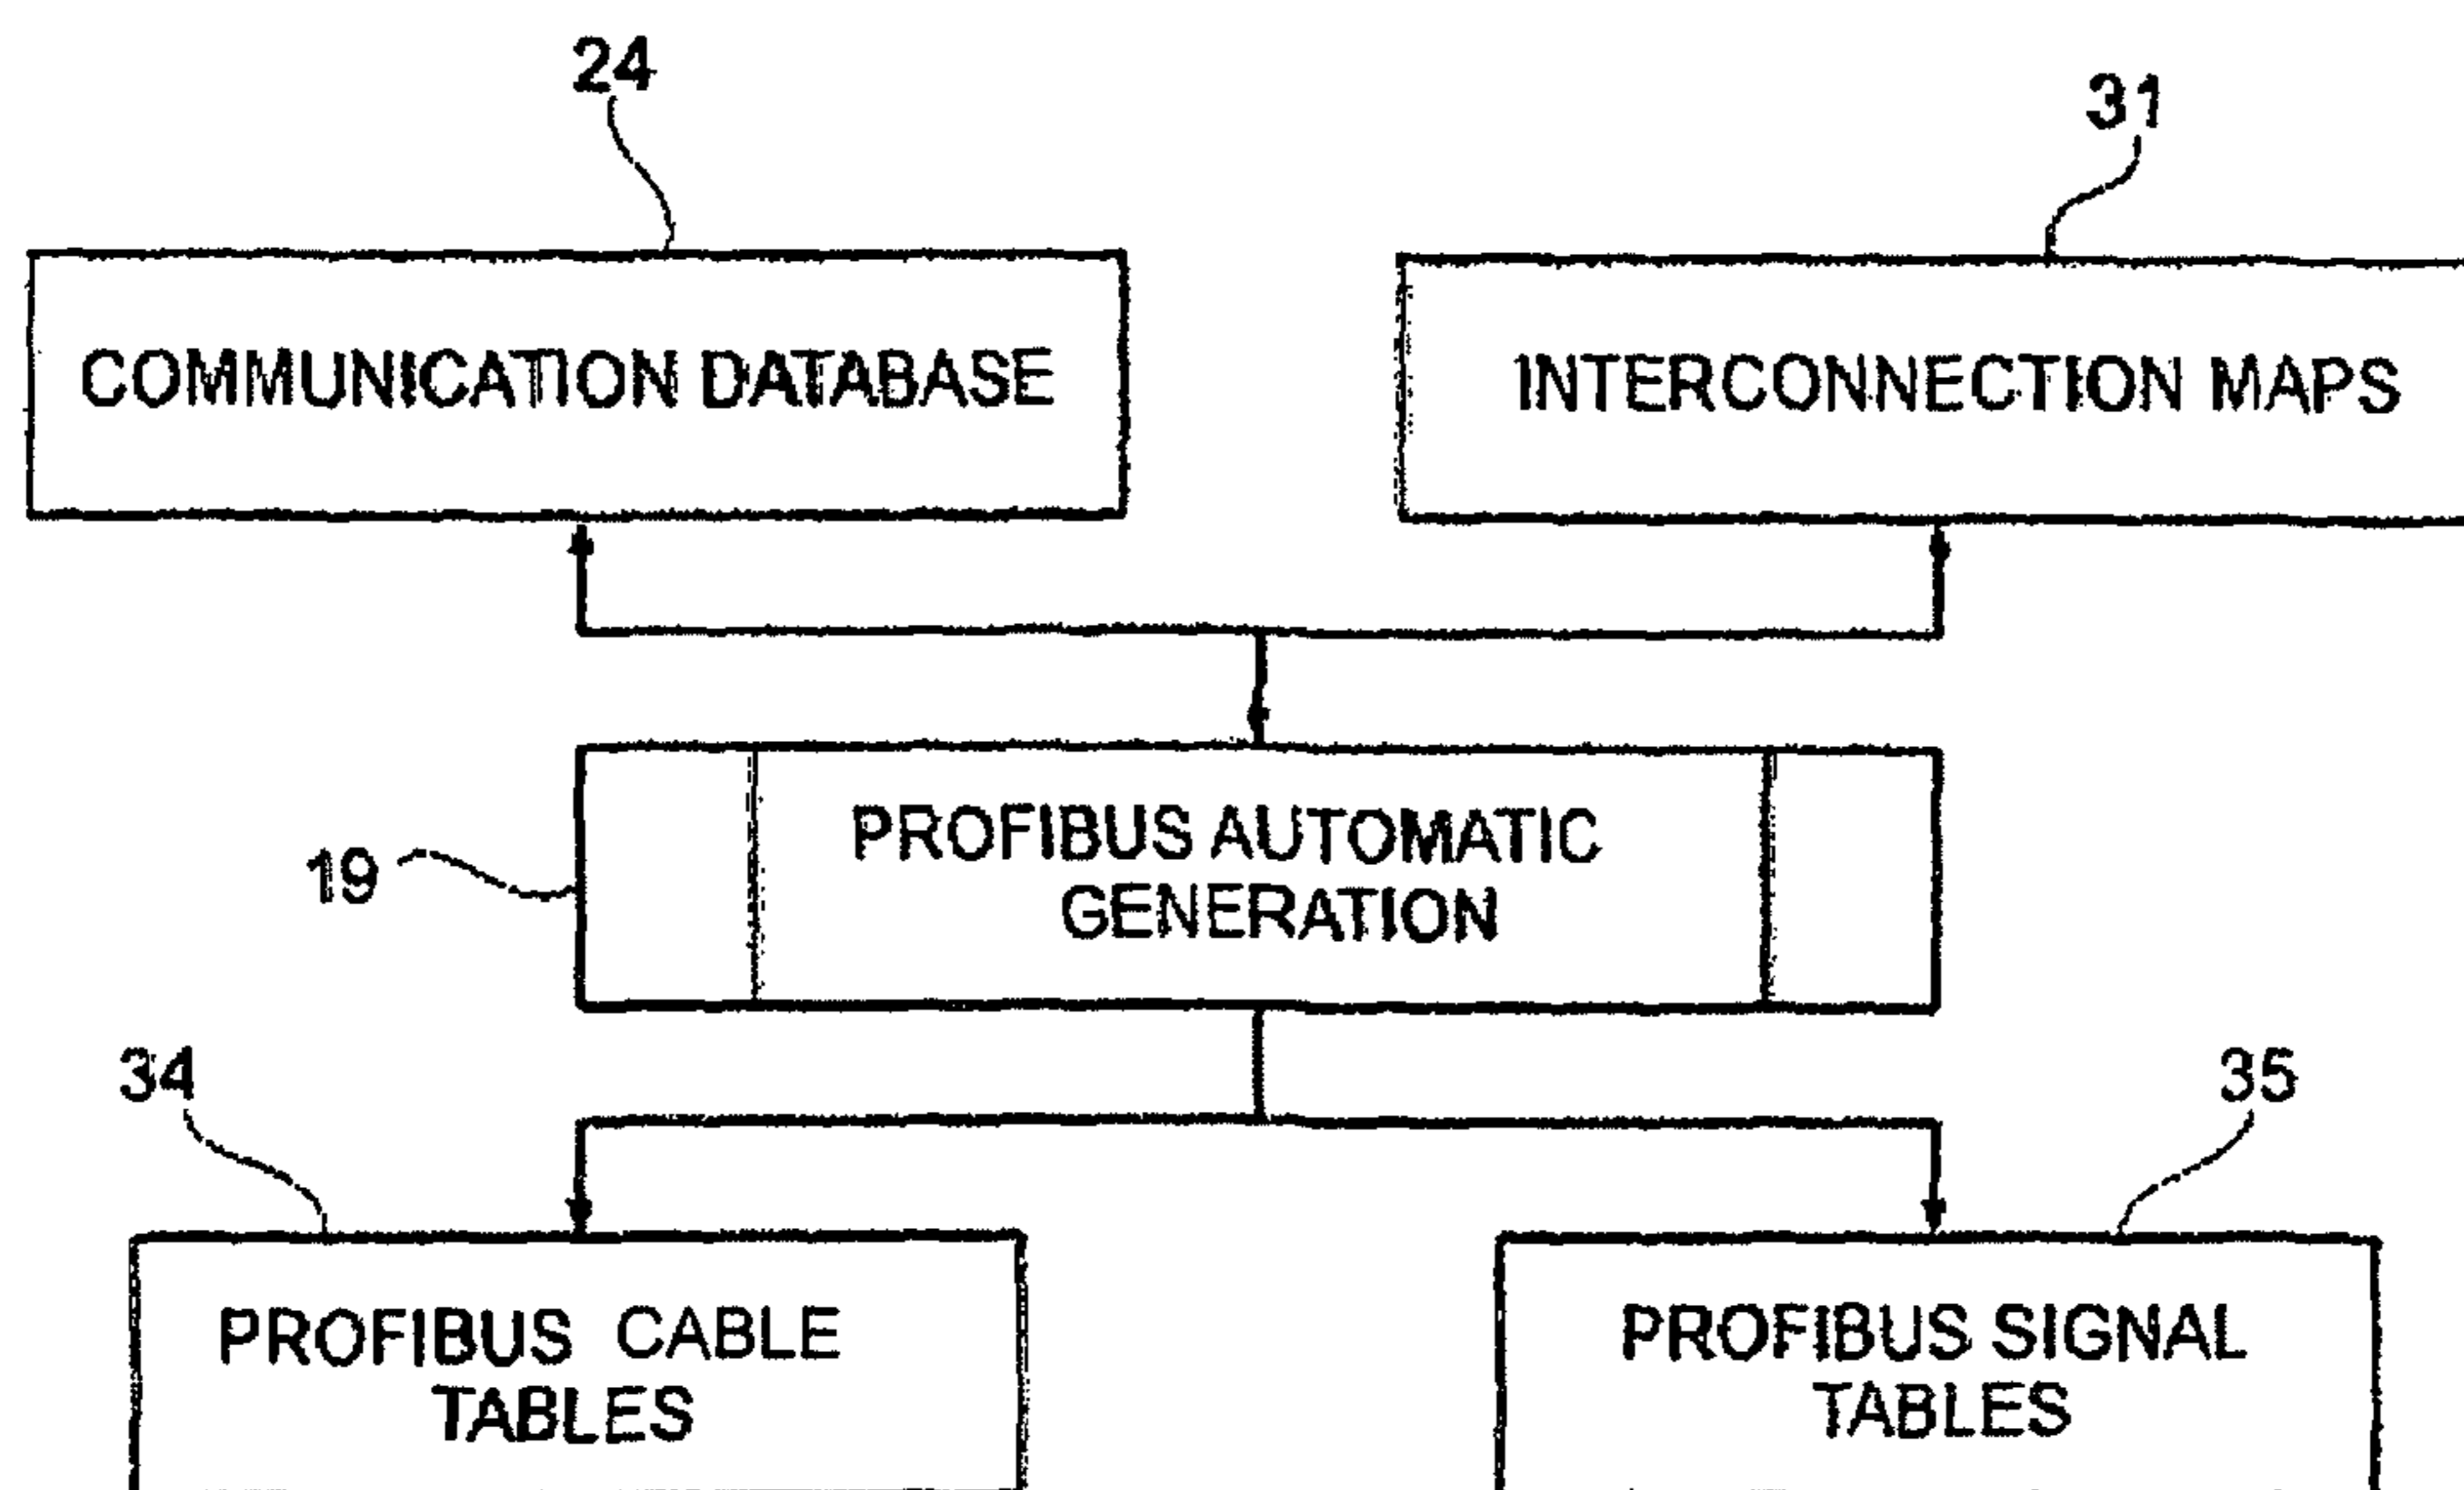 24
31
COMMUNICATION DATABASE
INTERCONNECTION MAPS
PROFIBUS AUTOMATIC
GENERATION
19
34
35
PROFIBUS CABLE
TABLES
PROFIBUS SIGNAL
TABLES